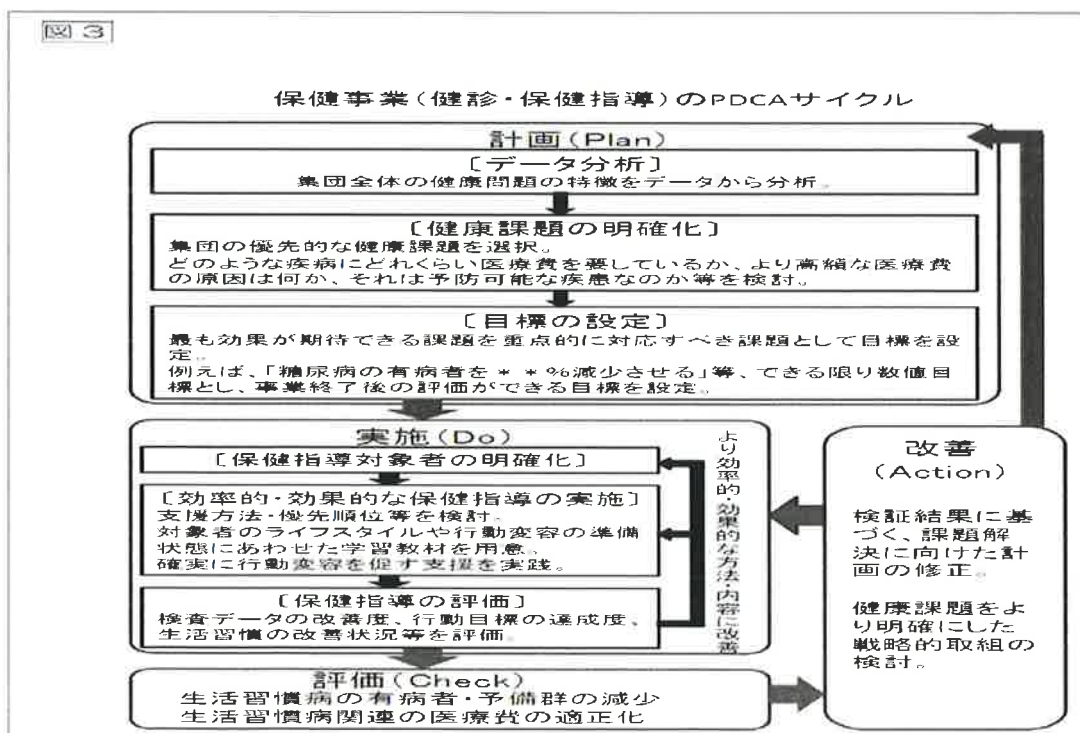 図3
保健事業(健診・保健指導)のPDCAサイクル
計画(Plan)
〔データ分析〕
集団全体の健康問題の特徴をデータから分析。
〔健康課題の明確化〕
集団の優先的な健康課題を選択。
どのような疾病にどれくらい医療費を要しているか、より高額な医療費
の原因は何か、それは予防可能な疾患なのか等を検討。
〔目標の設定〕
最も効果が期待できる課題を重点的に対応すべき課題として目標を設
定。
例えば、「糖尿病の有病者を**%減少させる」等、できる限り数値目
標とし、事業終了後の評価ができる目標を設定。
実施(Do)
〔保健指導対象者の明確化〕
〔効率的・効果的な保健指導の実施〕
支援方法・優先順位等を検討。
対象者のライフスタイルや行動変容の準備
状態にあわせた学習教材を用意。
確実に行動変容を促す支援を実践。
〔保健指導の評価〕
検査データの改善度、行動目標の達成度、
生活習慣の改善状況等を評価。
より効率的・効果的な方法・内容に改善
評価(Check)
生活習慣病の有病者・予備群の減少
生活習慣病関連の医療費の適正化
改善
(Action)
検証結果に基
づく、課題解
決に向けた計
画の修正。
健康課題をよ
り明確にした
戦略的取組の
検討。